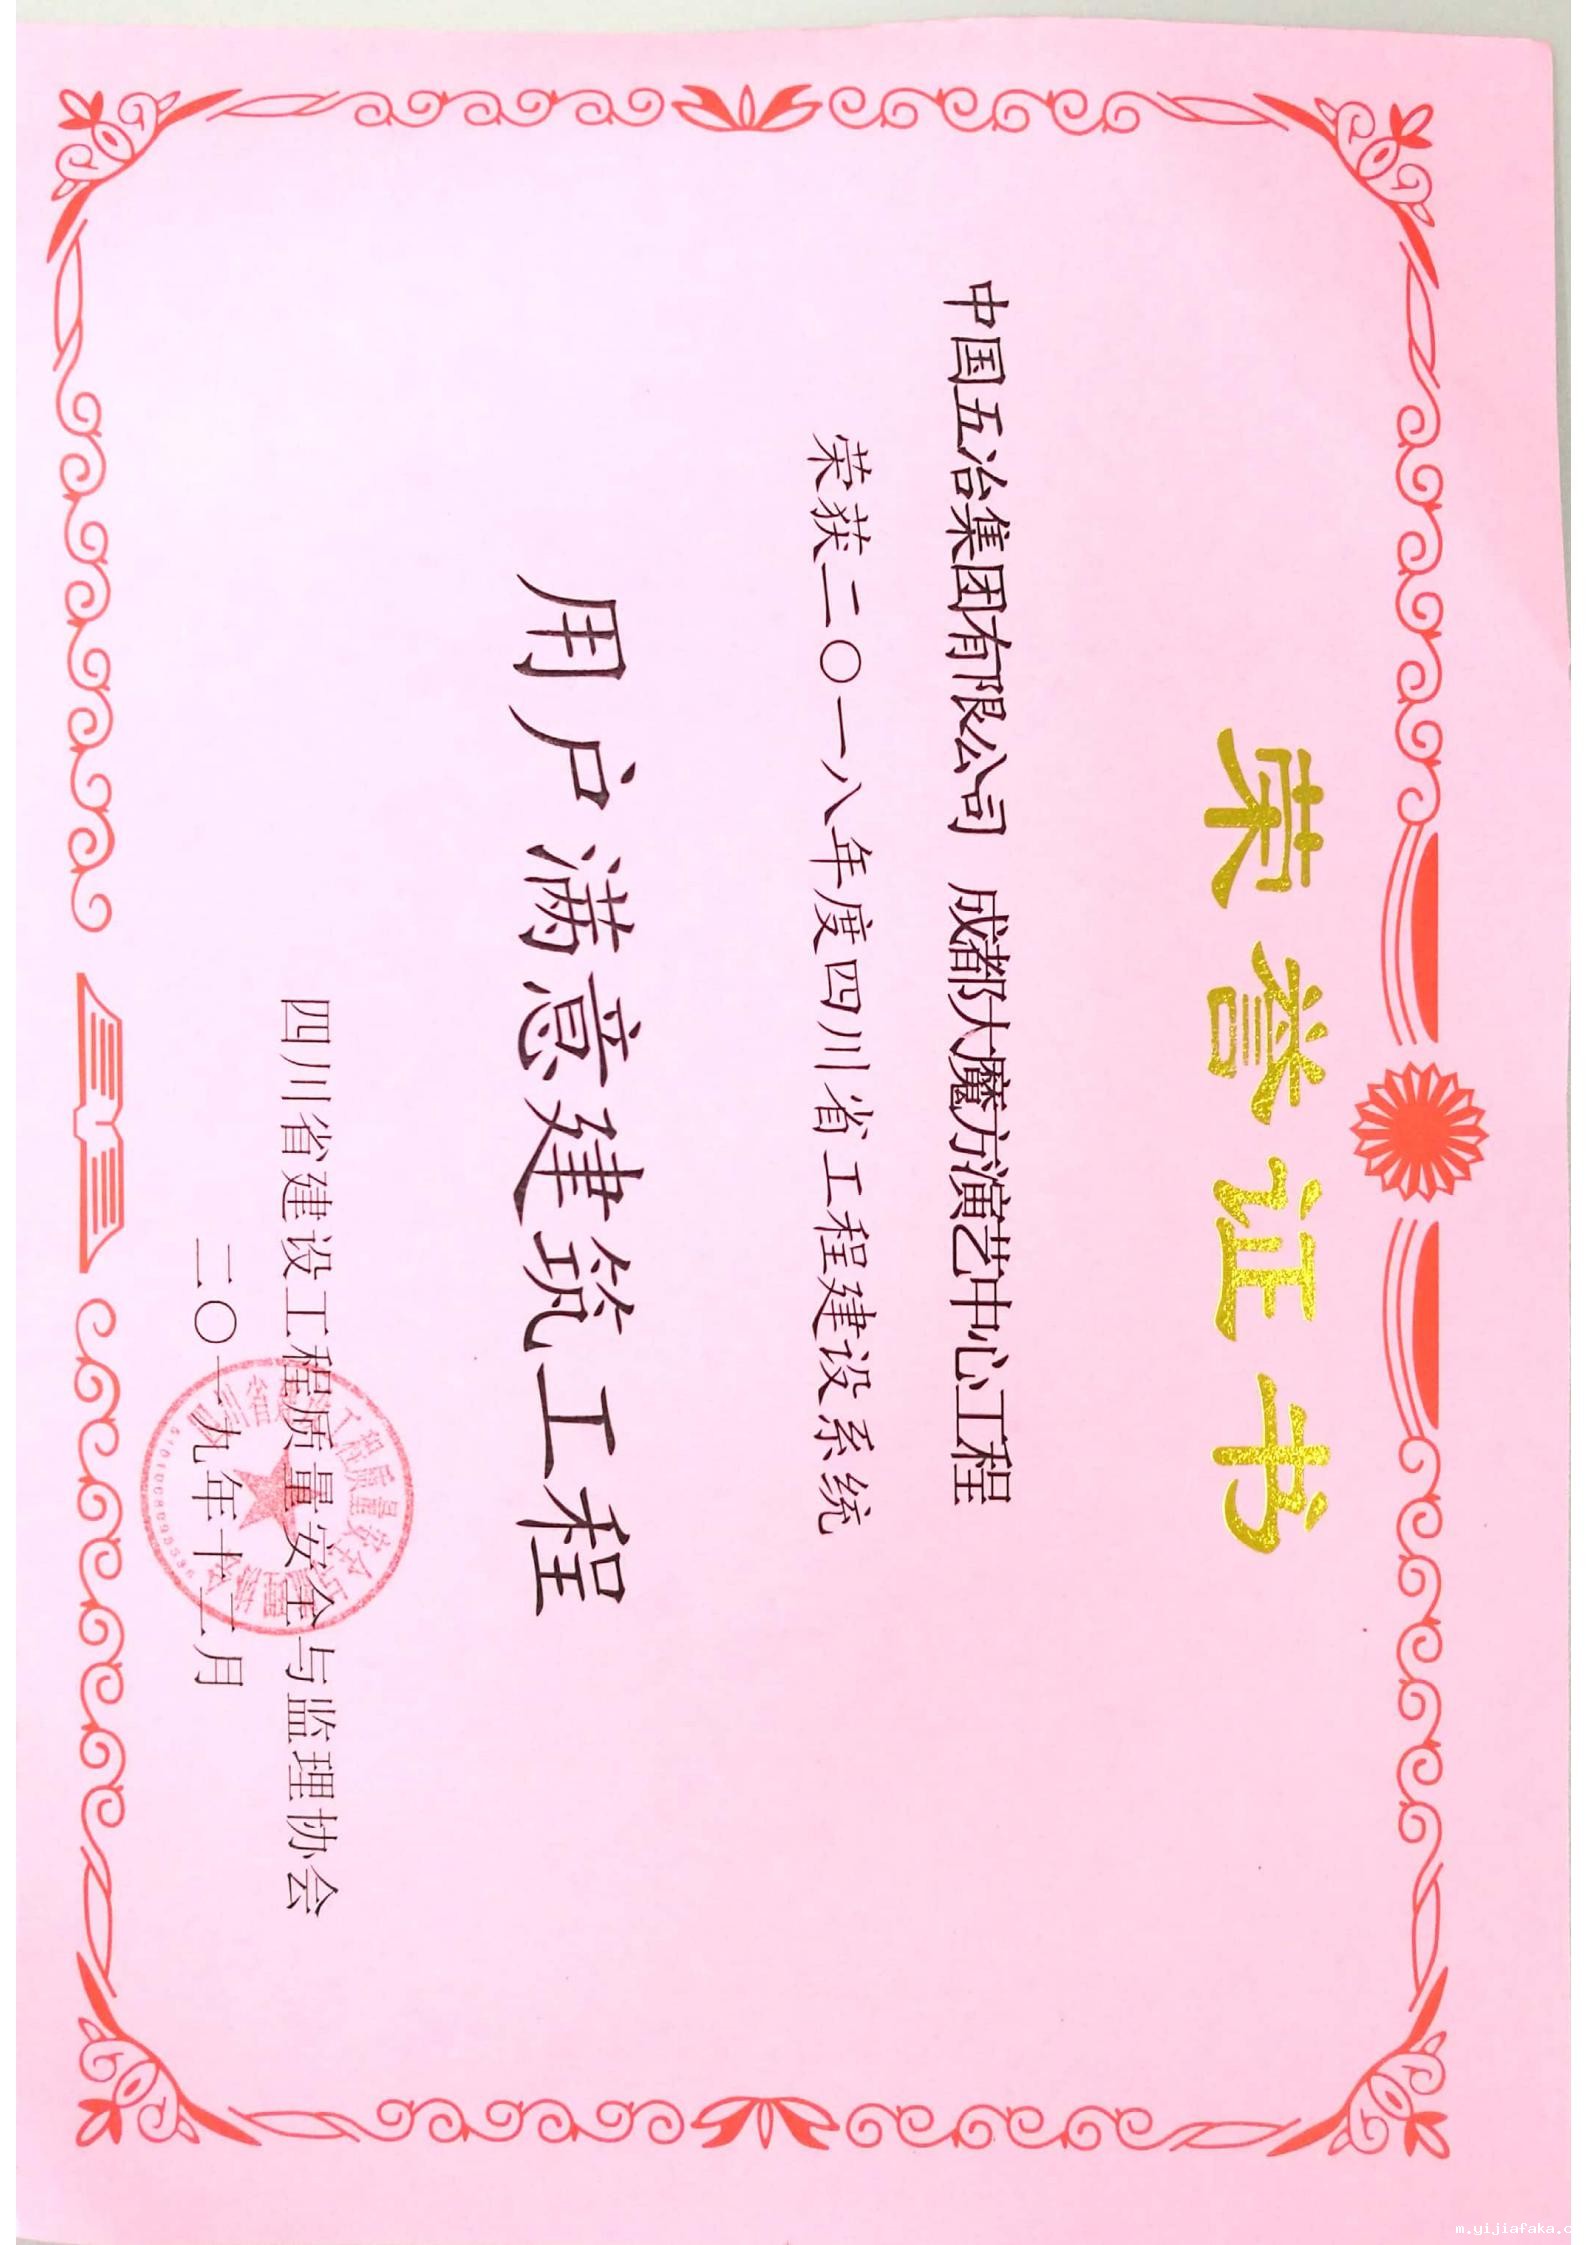 荣誉证书
中国五冶集团有限公司 成都大魔方演艺中心工程
荣获二〇一八年度四川省工程建设系统
用户满意建筑工程
四川省建设工程质量安全与监理协会
二〇一九年十二月
m.gijiafaka.c